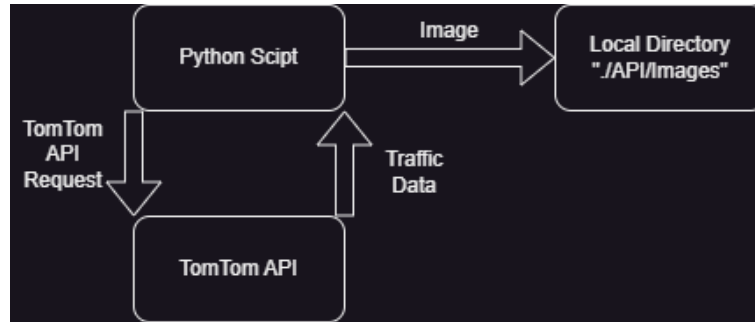 Python Scipt
Image
Local Directory
"./API/Images"
TomTom
API
Request
Traffic
Data
TomTom API